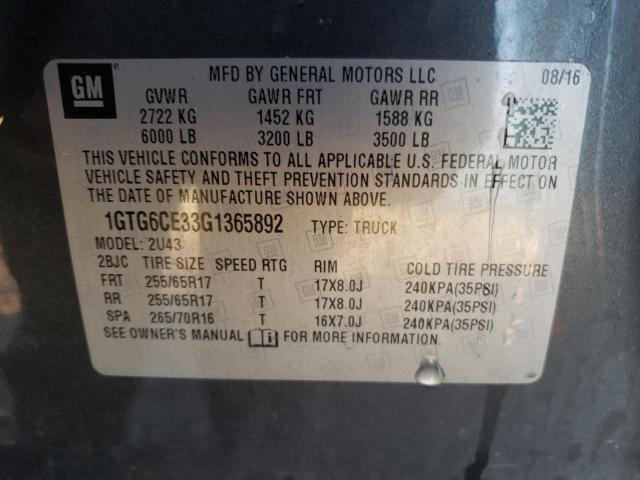 GM
MFD BY GENERAL MOTORS LLC 08/16
GVWR GAWR FRT GAWR RR
2722 KG 1452 KG 1588 KG
6000 LB 3200 LB 3500 LB
THIS VEHICLE CONFORMS TO ALL APPLICABLE U.S. FEDERAL MOTOR
VEHICLE SAFETY AND THEFT PREVENTION STANDARDS IN EFFECT ON
THE DATE OF MANUFACTURE SHOWN ABOVE.
1GTG6CE33G1365892 TYPE: TRUCK
MODEL: 2U43
2BJC TIRE SIZE SPEED RTG RIM COLD TIRE PRESSURE
FRT 255/65R17 T 17X8.0J 240KPA(35PSI)
RR 255/65R17 T 17X8.0J 240KPA(35PSI)
SPA 265/70R16 T 16X7.0J 240KPA(35PSI)
SEE OWNER'S MANUAL FOR MORE INFORMATION.